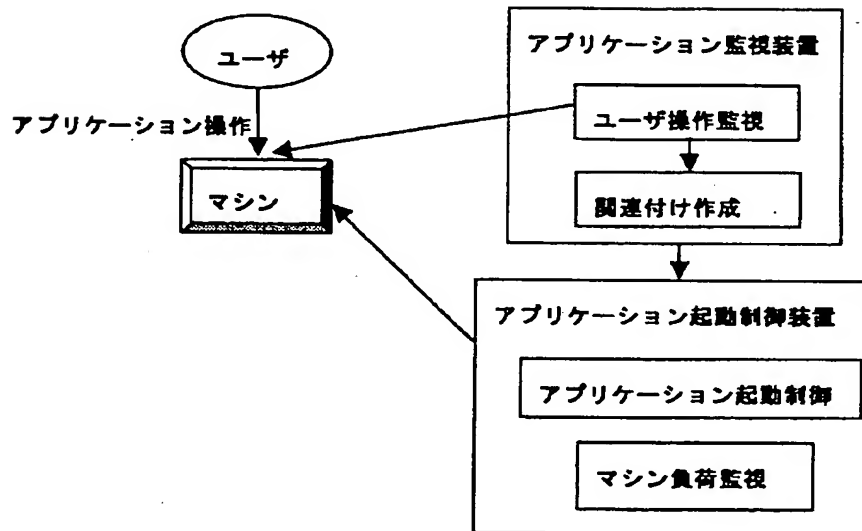 ユーザ
アプリケーション操作
マシン
アプリケーション監視装置
ユーザ操作監視
関連付け作成
アプリケーション起動制御装置
アプリケーション起動制御
マシン負荷監視